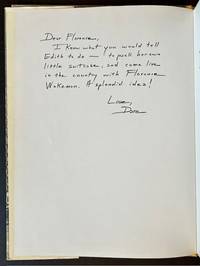 Dear Florence,
I know what you would tell
Edith to do — to pack her own
little suitcase, and come live
in the country with Florence
Wakeman. A splendid idea!
Love,
Dare